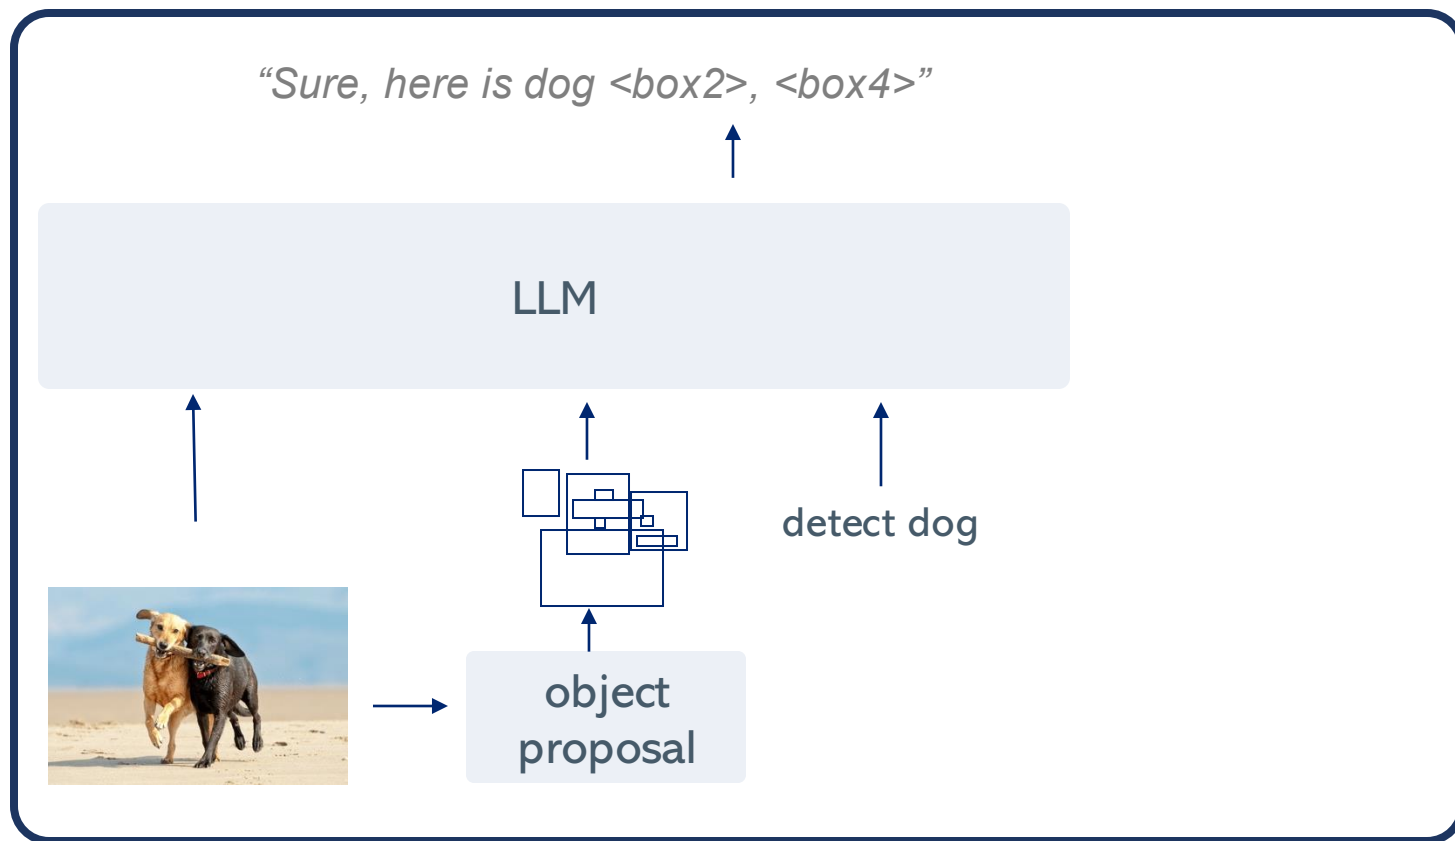 “Sure, here is dog <box2>, <box4>”
LLM
detect dog
object
proposal